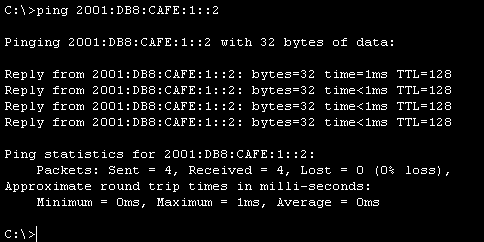 C:\>ping 2001:DB8:CAFE:1::2
Pinging 2001:DB8:CAFE:1::2 with 32 bytes of data:
Reply from 2001:DB8:CAFE:1::2: bytes=32 time=1ms TTL=128
Reply from 2001:DB8:CAFE:1::2: bytes=32 time<1ms TTL=128
Reply from 2001:DB8:CAFE:1::2: bytes=32 time<1ms TTL=128
Reply from 2001:DB8:CAFE:1::2: bytes=32 time<1ms TTL=128
Ping statistics for 2001:DB8:CAFE:1::2:
Packets: Sent = 4, Received = 4, Lost = 0 (0% loss),
Approximate round trip times in milli-seconds:
Minimum = 0ms, Maximum = 1ms, Average = 0ms
C:\>